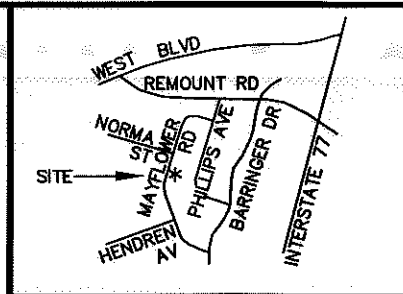 WEST BLVD
REMOUNT RD
NORMA ST
MAYFLOWER RD
PHILLIPS AVE
BARRINGER DR
INTERSTATE 77
SITE
HENDREN AV